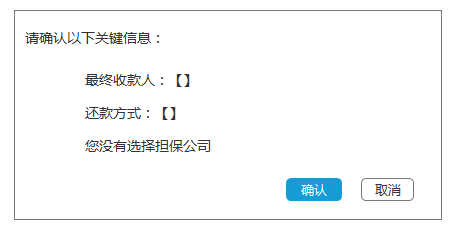 请确认以下关键信息：
最终收款人：【】
还款方式：【】
您没有选择担保公司
确认 取消